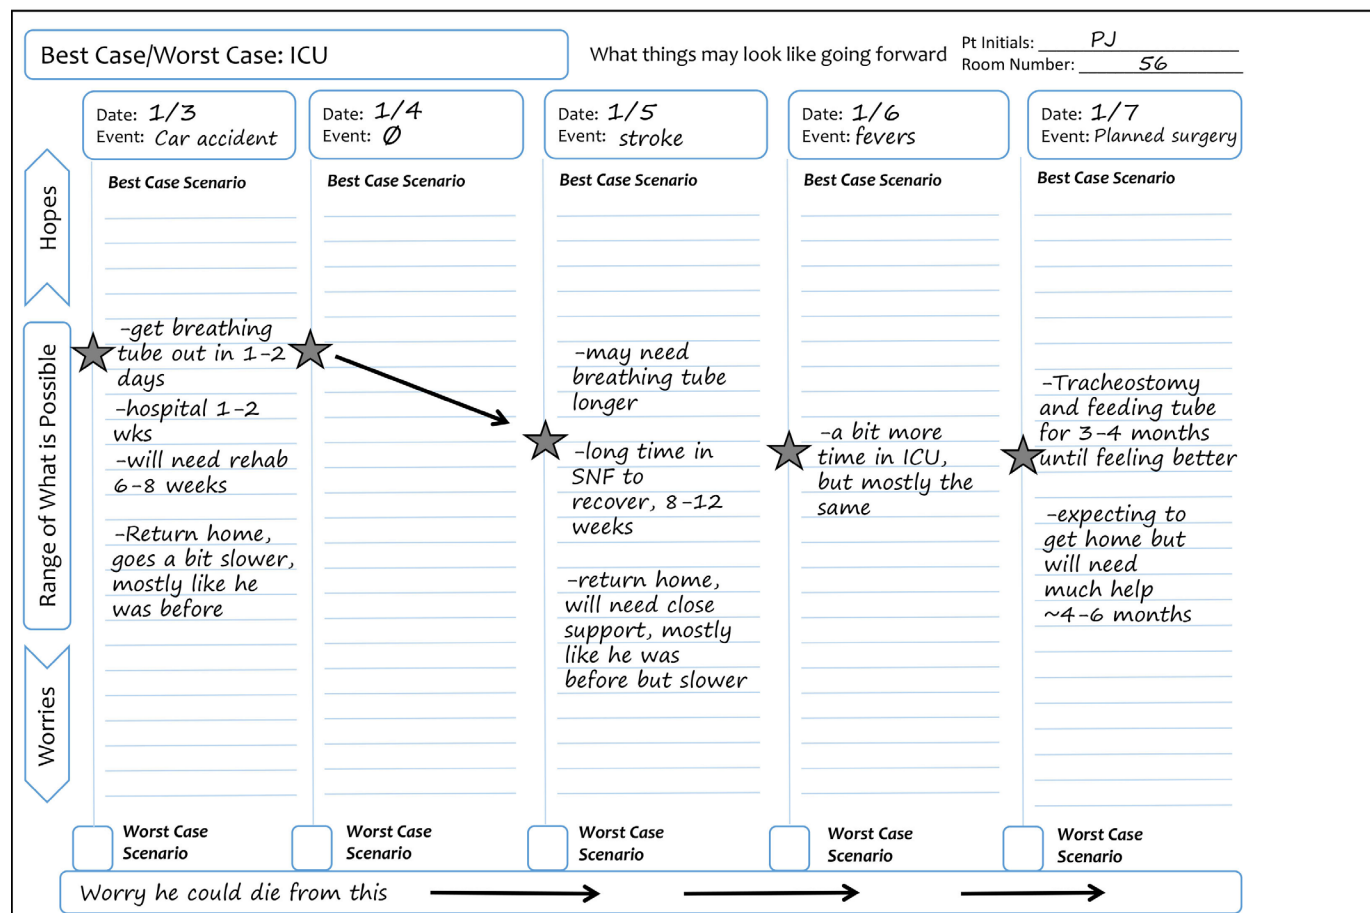 Best Case/Worst Case: ICU
What things may look like going forward
Pt Initials: PJ
Room Number: 56
Date: 1/3
Event: Car accident
Date: 1/4
Event: Ø
Date: 1/5
Event: stroke
Date: 1/6
Event: fevers
Date: 1/7
Event: Planned surgery
Hopes
Range of What is Possible
Worries
Best Case Scenario
-get breathing
tube out in 1-2
days
-hospital 1-2
wks
-will need rehab
6-8 weeks
-Return home,
goes a bit slower,
mostly like he
was before
Worst Case
Scenario
Best Case Scenario
Worst Case
Scenario
Best Case Scenario
-may need
breathing tube
longer
-long time in
SNF to
recover, 8-12
weeks
-return home,
will need close
support, mostly
like he was
before but slower
Worst Case
Scenario
Best Case Scenario
-a bit more
time in ICU,
but mostly the
same
Worst Case
Scenario
Best Case Scenario
-Tracheostomy
and feeding tube
for 3-4 months
until feeling better
-expecting to
get home but
will need
much help
~4-6 months
Worst Case
Scenario
Worry he could die from this